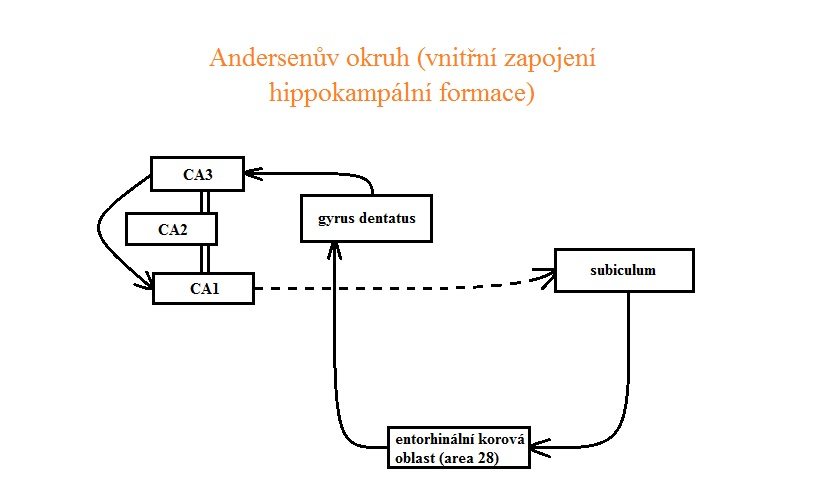 Andersenův okruh (vnitřní zapojení
hippokampální formace)
CA3
gyrus dentatus
CA2
subiculum
CA1
entorhinální korová
oblast (area 28)